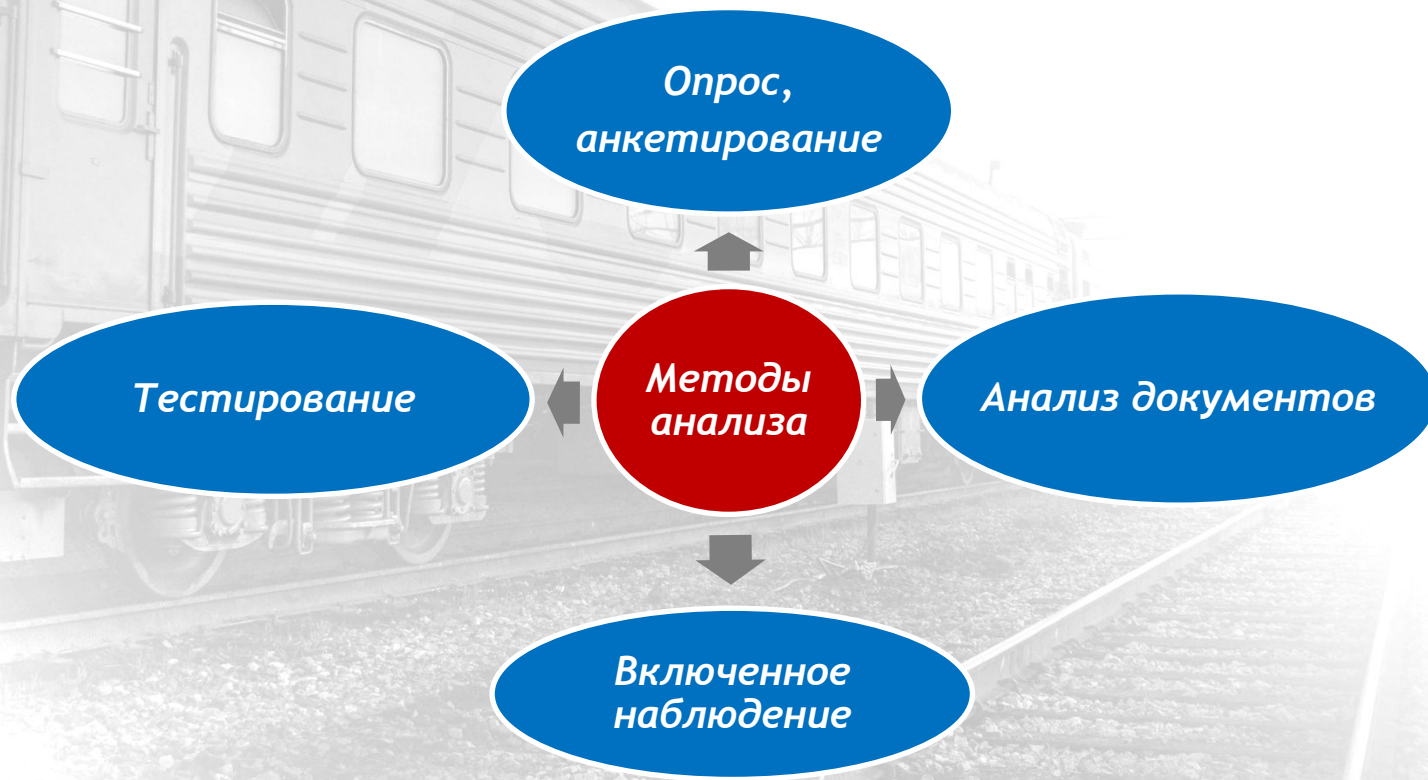 Опрос,
анкетирование
Тестирование
Методы
анализа
Анализ документов
Включенное
наблюдение